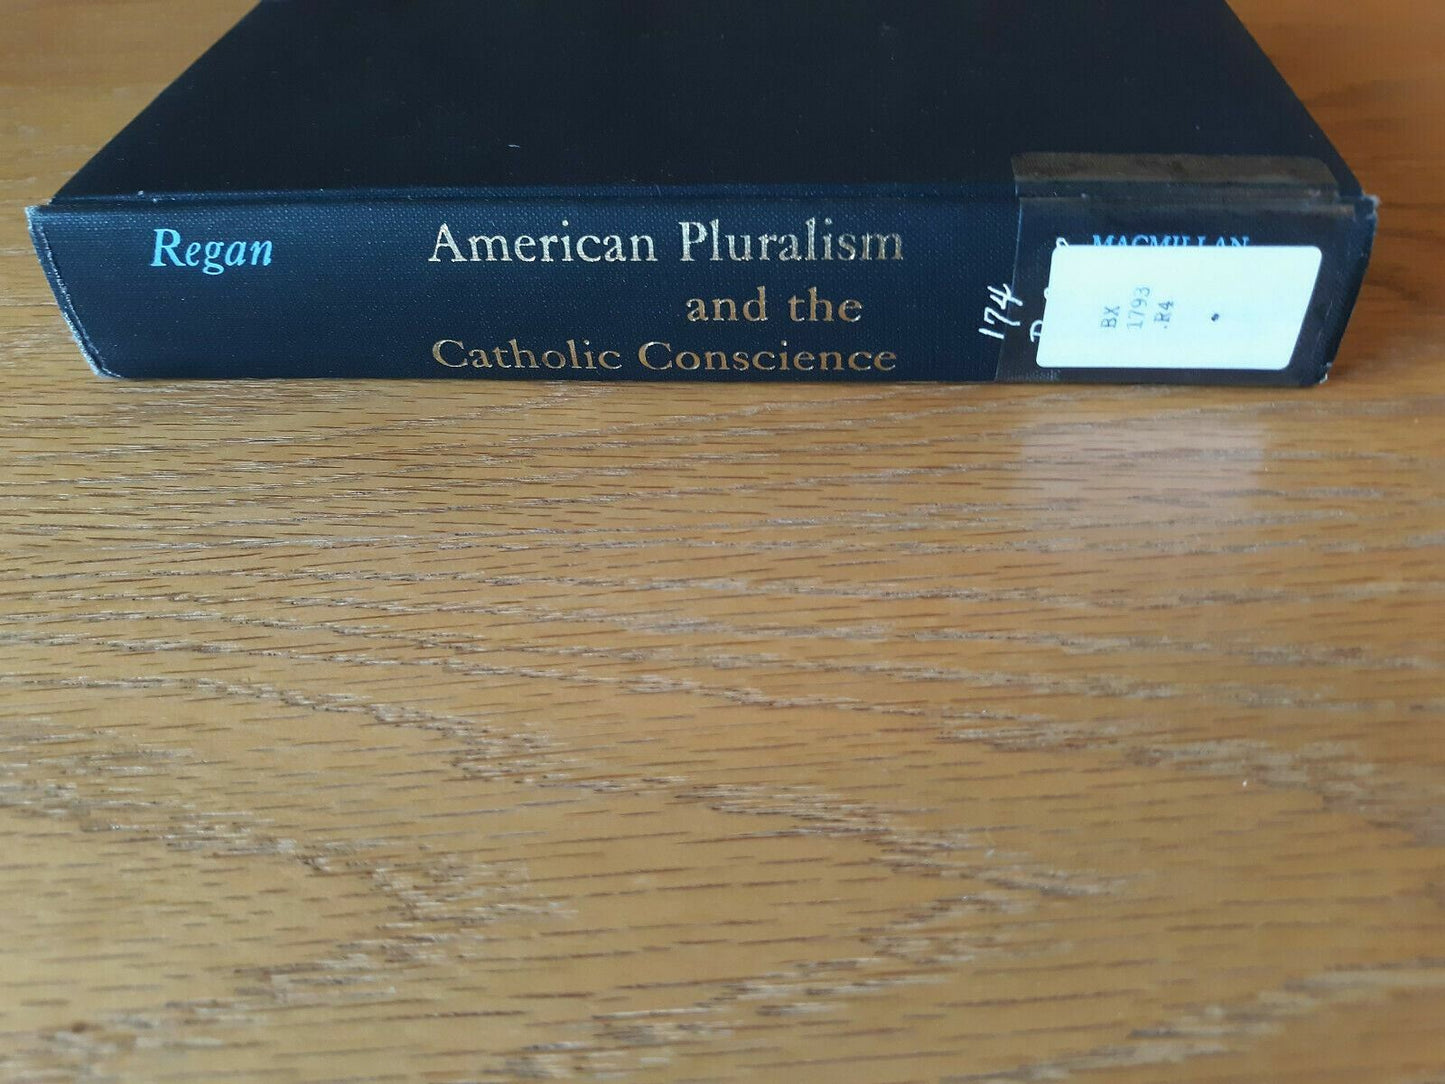 Regan
American Pluralism
and the
Catholic Conscience
MACMILLAN
174
BX
1793
.R4